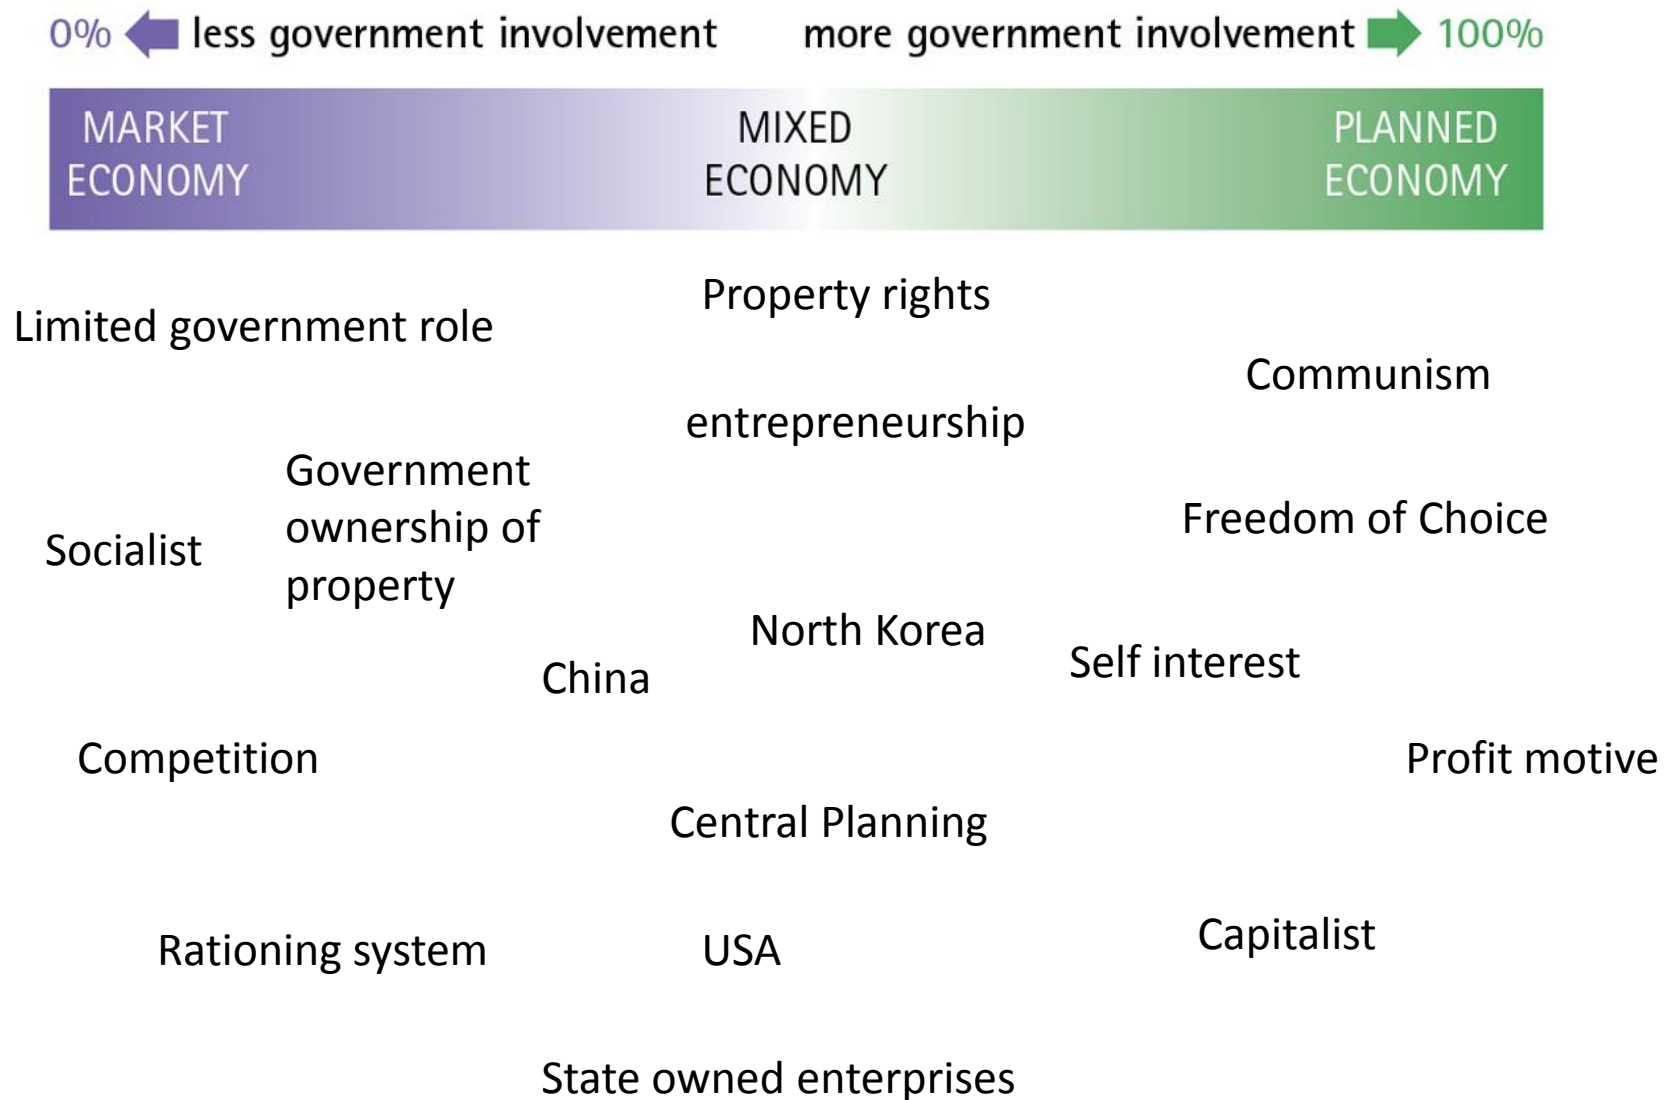 0% less government involvement more government involvement 100%
MARKET
ECONOMY
MIXED
ECONOMY
PLANNED
ECONOMY
Property rights
Limited government role
Communism
entrepreneurship
Government
ownership of
property
Socialist
Freedom of Choice
North Korea
Self interest
China
Competition
Profit motive
Central Planning
Rationing system
USA
Capitalist
State owned enterprises